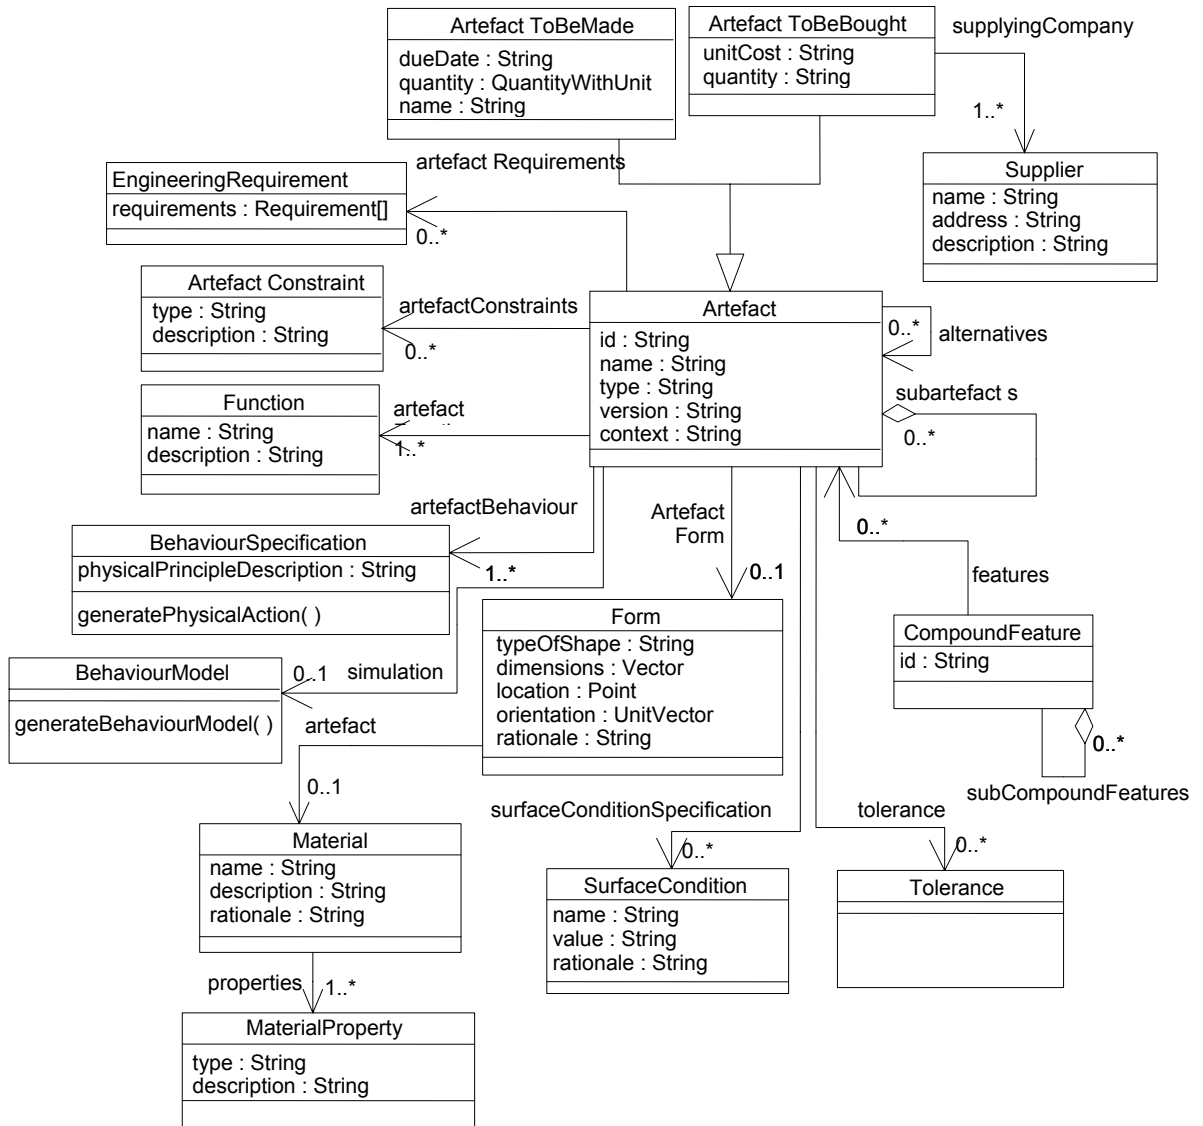 Artefact ToBeMade
dueDate : String
quantity : QuantityWithUnit
name : String
Artefact ToBeBought
unitCost : String
quantity : String
supplyingCompany
1..*
Supplier
name : String
address : String
description : String
artefact Requirements
EngineeringRequirement
requirements : Requirement[]
0..*
Artefact Constraint
type : String
description : String
artefactConstraints
0..*
Artefact
id : String
name : String
type : String
version : String
context : String
0..*
alternatives
subartefact s
0..*
Function
name : String
description : String
artefact
1..*
artefactBehaviour
BehaviourSpecification
physicalPrincipleDescription : String
generatePhysicalAction( )
1..*
Artefact
Form
0..1
0..*
features
CompoundFeature
id : String
0..*
subCompoundFeatures
BehaviourModel
generateBehaviourModel( )
0..1
simulation
Form
typeOfShape : String
dimensions : Vector
location : Point
orientation : UnitVector
rationale : String
artefact
0..1
Material
name : String
description : String
rationale : String
surfaceConditionSpecification
0..*
SurfaceCondition
name : String
value : String
rationale : String
tolerance
0..*
Tolerance
properties
1..*
MaterialProperty
type : String
description : String